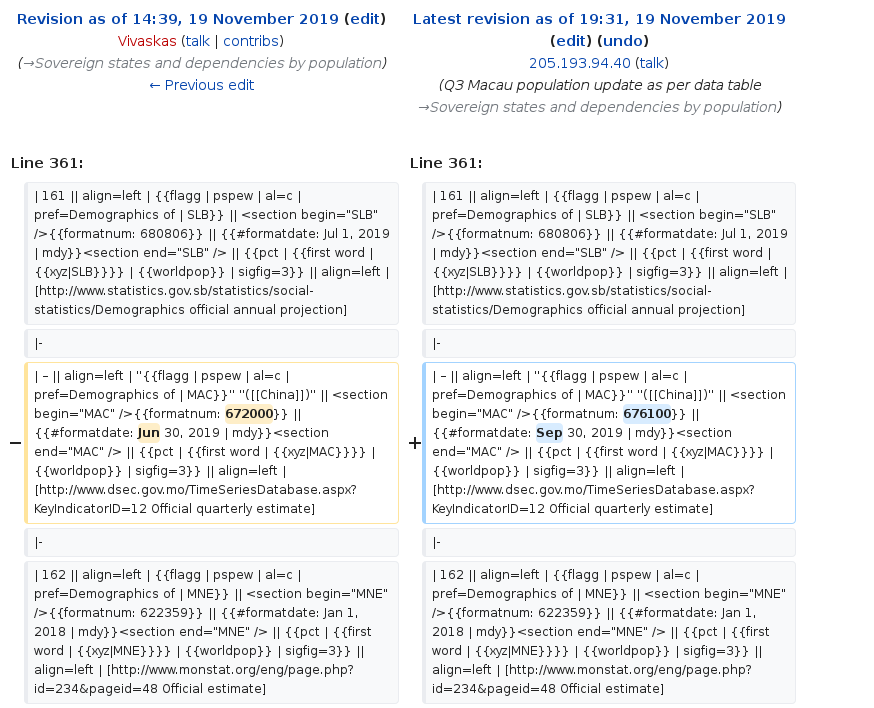 Revision as of 14:39, 19 November 2019 (edit)
Vivaskas (talk | contribs)
(→Sovereign states and dependencies by population)
← Previous edit
Latest revision as of 19:31, 19 November 2019
(edit) (undo)
205.193.94.40 (talk)
(Q3 Macau population update as per data table
→Sovereign states and dependencies by population)
Line 361:
| 161 || align=left | {{flagg | pspew | al=c |
pref=Demographics of | SLB}} || <section begin="SLB"
/>{{formatnum: 680806}} || {{#formatdate: Jul 1, 2019
| mdy}}<section end="SLB" /> || {{pct | {{first word |
{{xyz|SLB}}}} | {{worldpop}} | sigfig=3}} || align=left |
[http://www.statistics.gov.sb/statistics/social-
statistics/Demographics official annual projection]
|-
−
| – || align=left | ''{{flagg | pspew | al=c |
pref=Demographics of | MAC}}'' ''([[China]])'' || <section
begin="MAC" />{{formatnum: 672000}} ||
{{#formatdate: Jun 30, 2019 | mdy}}<section
end="MAC" /> || {{pct | {{first word | {{xyz|MAC}}}} |
{{worldpop}} | sigfig=3}} || align=left |
[http://www.dsec.gov.mo/TimeSeriesDatabase.aspx?
KeyIndicatorID=12 Official quarterly estimate]
|-
| 162 || align=left | {{flagg | pspew | al=c |
pref=Demographics of | MNE}} || <section begin="MNE"
/>{{formatnum: 622359}} || {{#formatdate: Jan 1,
2018 | mdy}}<section end="MNE" /> || {{pct | {{first
word | {{xyz|MNE}}}} | {{worldpop}} | sigfig=3}} ||
align=left | [http://www.monstat.org/eng/page.php?
id=234&pageid=48 Official estimate]
Line 361:
| 161 || align=left | {{flagg | pspew | al=c |
pref=Demographics of | SLB}} || <section begin="SLB"
/>{{formatnum: 680806}} || {{#formatdate: Jul 1, 2019
| mdy}}<section end="SLB" /> || {{pct | {{first word |
{{xyz|SLB}}}} | {{worldpop}} | sigfig=3}} || align=left |
[http://www.statistics.gov.sb/statistics/social-
statistics/Demographics official annual projection]
|-
+
| – || align=left | ''{{flagg | pspew | al=c |
pref=Demographics of | MAC}}'' ''([[China]])'' || <section
begin="MAC" />{{formatnum: 676100}} ||
{{#formatdate: Sep 30, 2019 | mdy}}<section
end="MAC" /> || {{pct | {{first word | {{xyz|MAC}}}} |
{{worldpop}} | sigfig=3}} || align=left |
[http://www.dsec.gov.mo/TimeSeriesDatabase.aspx?
KeyIndicatorID=12 Official quarterly estimate]
|-
| 162 || align=left | {{flagg | pspew | al=c |
pref=Demographics of | MNE}} || <section begin="MNE"
/>{{formatnum: 622359}} || {{#formatdate: Jan 1,
2018 | mdy}}<section end="MNE" /> || {{pct | {{first
word | {{xyz|MNE}}}} | {{worldpop}} | sigfig=3}} ||
align=left | [http://www.monstat.org/eng/page.php?
id=234&pageid=48 Official estimate]